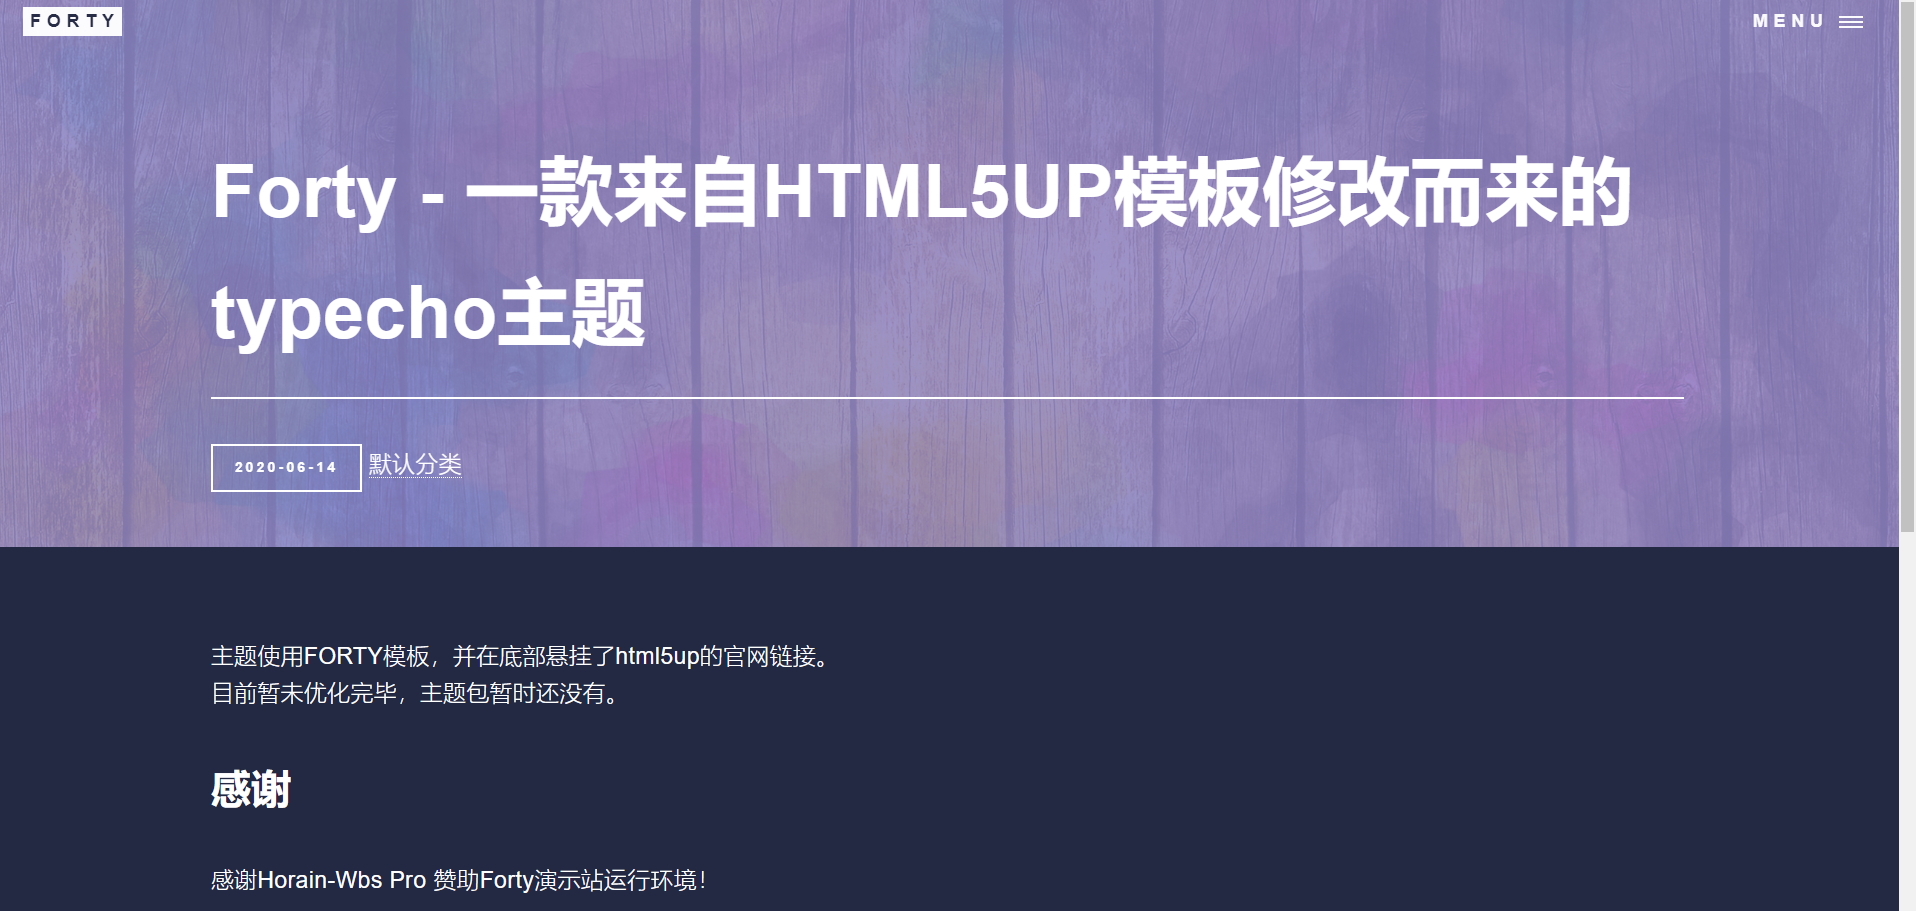 FORTY
MENU
Forty - 一款来自HTML5UP模板修改而来的
typecho主题
2020-06-14 默认分类
主题使用FORTY模板，并在底部悬挂了html5up的官网链接。
目前暂未优化完毕，主题包暂时还没有。
感谢
感谢Horain-Wbs Pro 赞助Forty演示站运行环境！